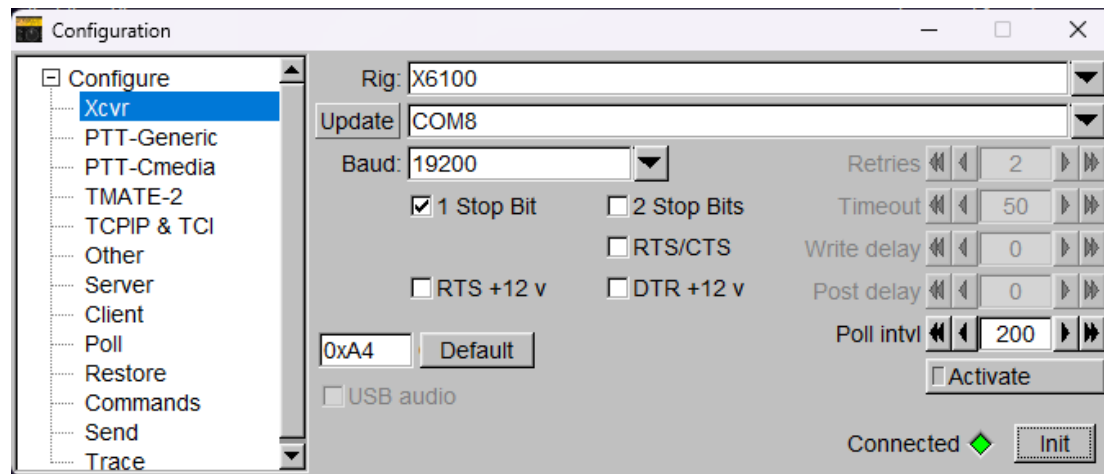 Configuration
Configure
Xcvr
PTT-Generic
PTT-Cmedia
TMATE-2
TCPIP & TCI
Other
Server
Client
Poll
Restore
Commands
Send
Trace
Rig: X6100
Update COM8
Baud: 19200
Retries 2
1 Stop Bit 2 Stop Bits Timeout 50
RTS/CTS Write delay 0
RTS +12 v DTR +12 v Post delay 0
Poll intvl 200
0xA4 Default
Activate
USB audio
Connected Init